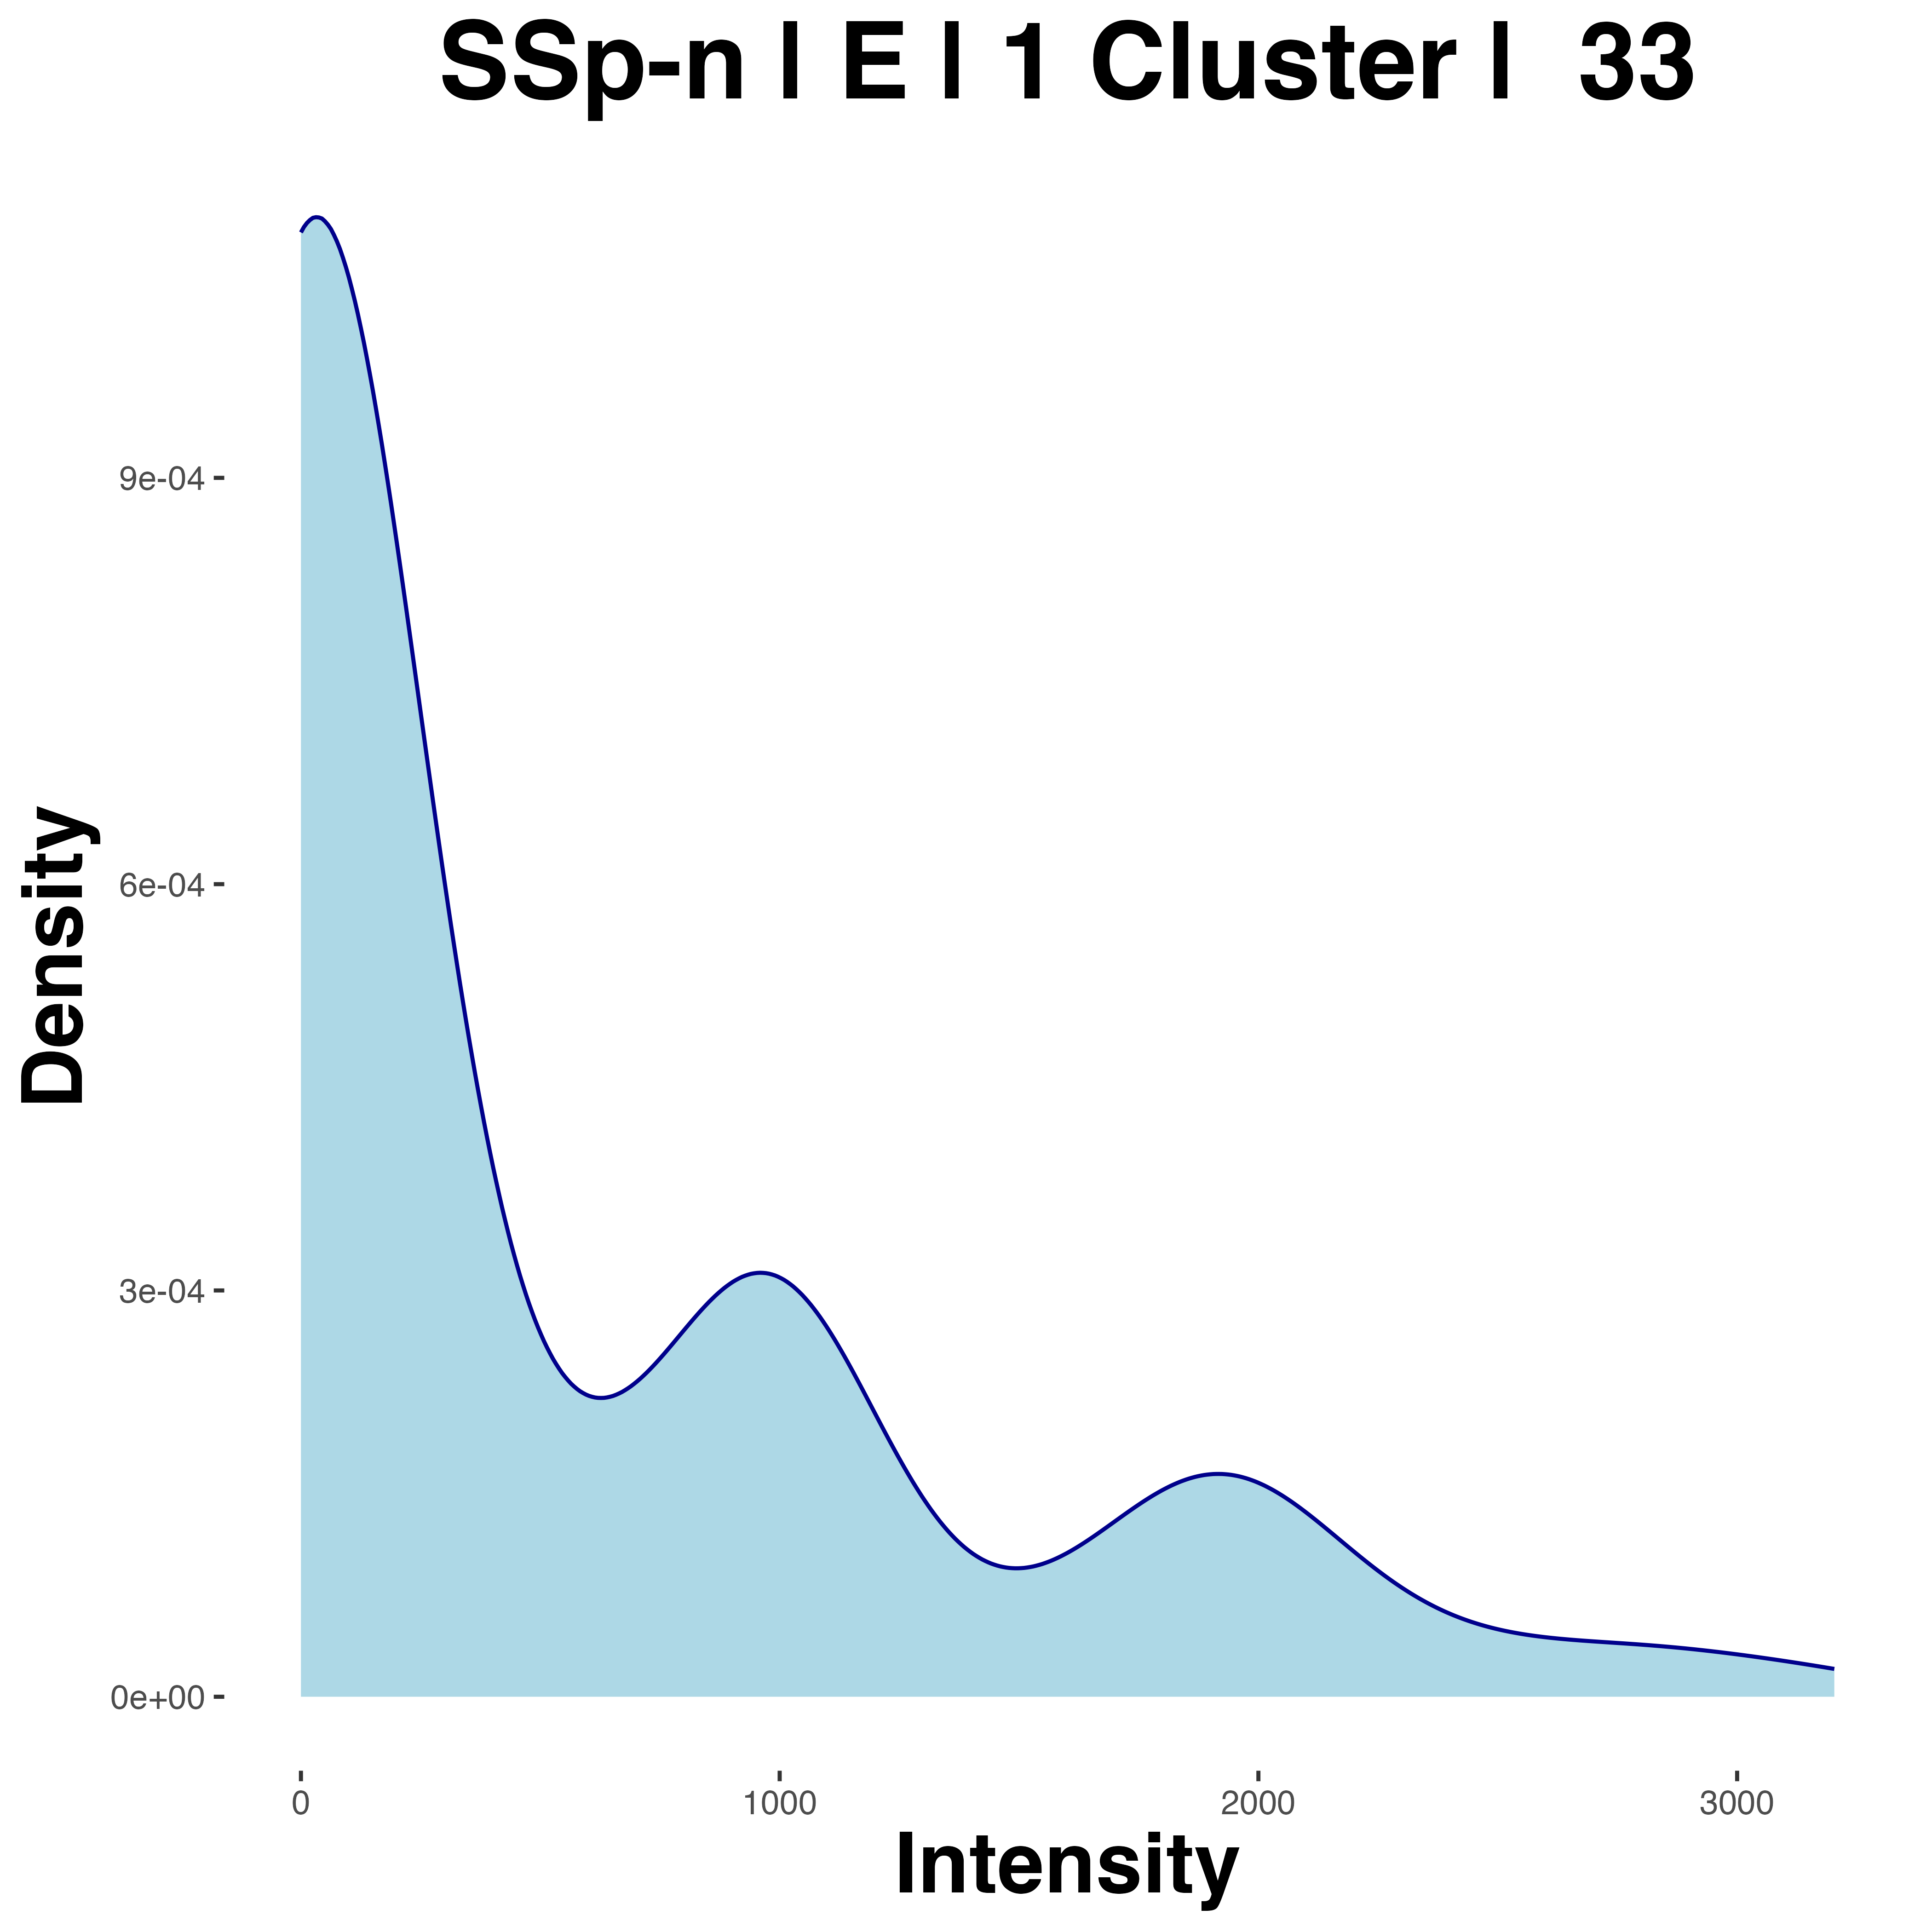 SSp-n | E | 1 Cluster |  33
Density
9e-04
6e-04
3e-04
0e+00
0
1000
2000
3000
Intensity